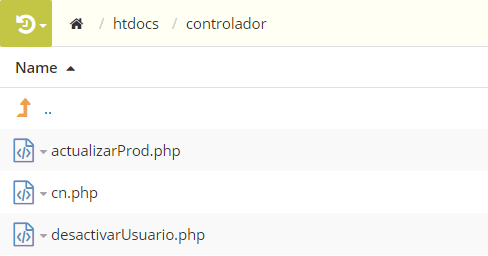 / htdocs / controlador
Name
..
actualizarProd.php
cn.php
desactivarUsuario.php